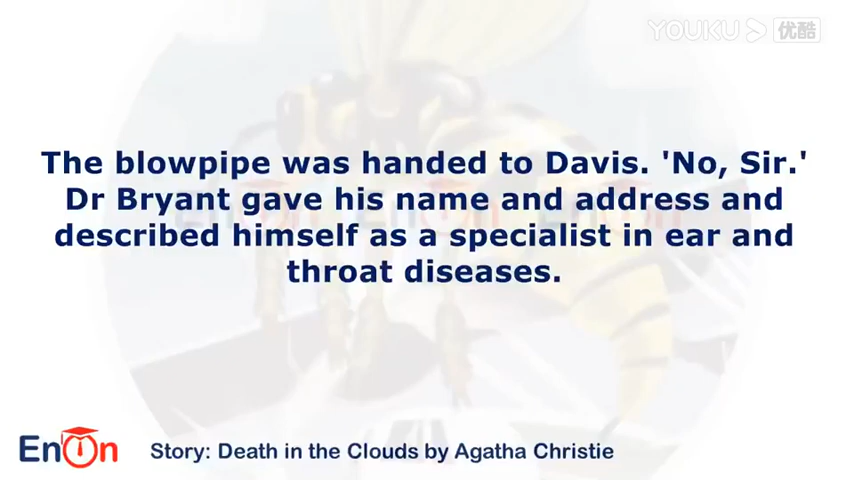 YOUKU 优酷
The blowpipe was handed to Davis. 'No, Sir.'
Dr Bryant gave his name and address and
described himself as a specialist in ear and
throat diseases.
EnOn
Story: Death in the Clouds by Agatha Christie